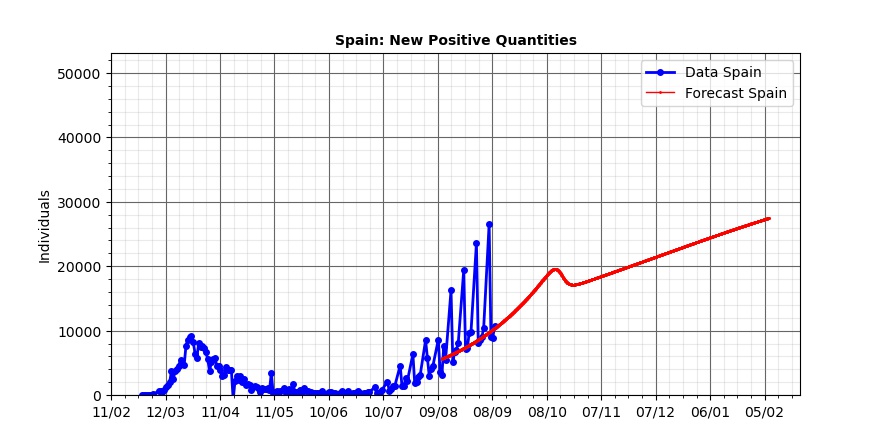 Spain: New Positive Quantities
Data Spain
Forecast Spain
Individuals
50000
40000
30000
20000
10000
0
11/02 12/03 11/04 11/05 10/06 10/07 09/08 08/09 08/10 07/11 07/12 06/01 05/02